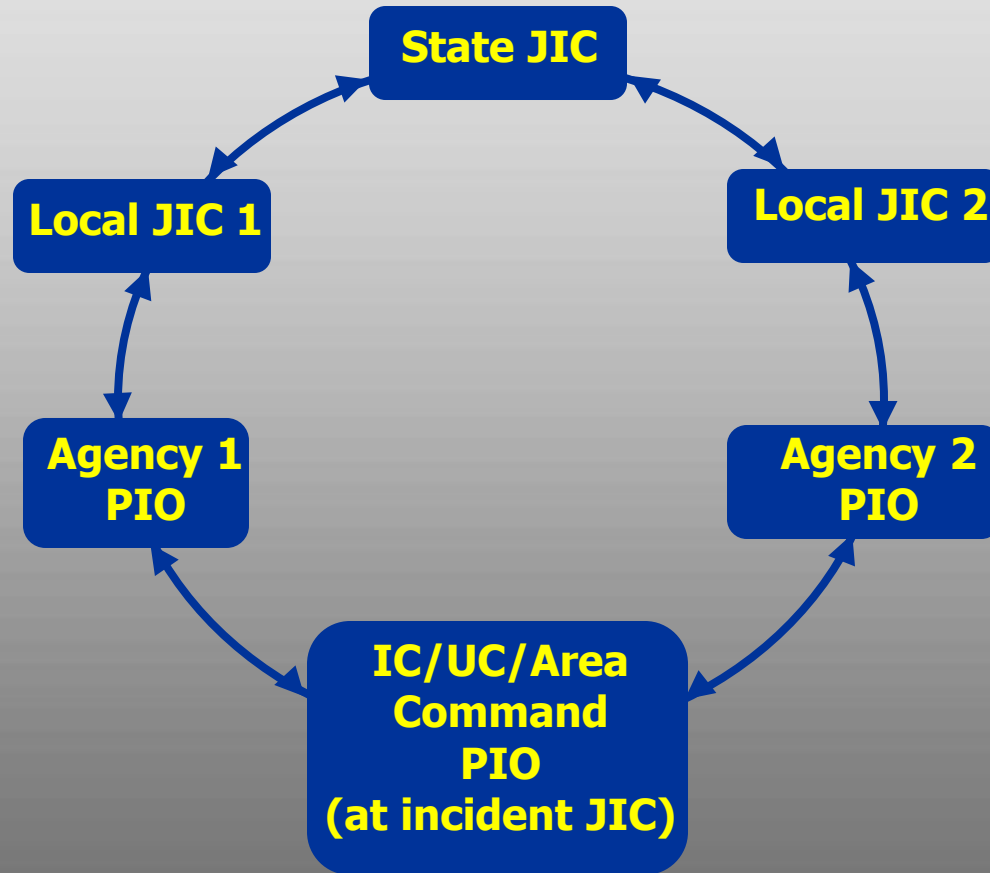 State JIC
Local JIC 1
Local JIC 2
Agency 1
PIO
Agency 2
PIO
IC/UC/Area
Command
PIO
(at incident JIC)